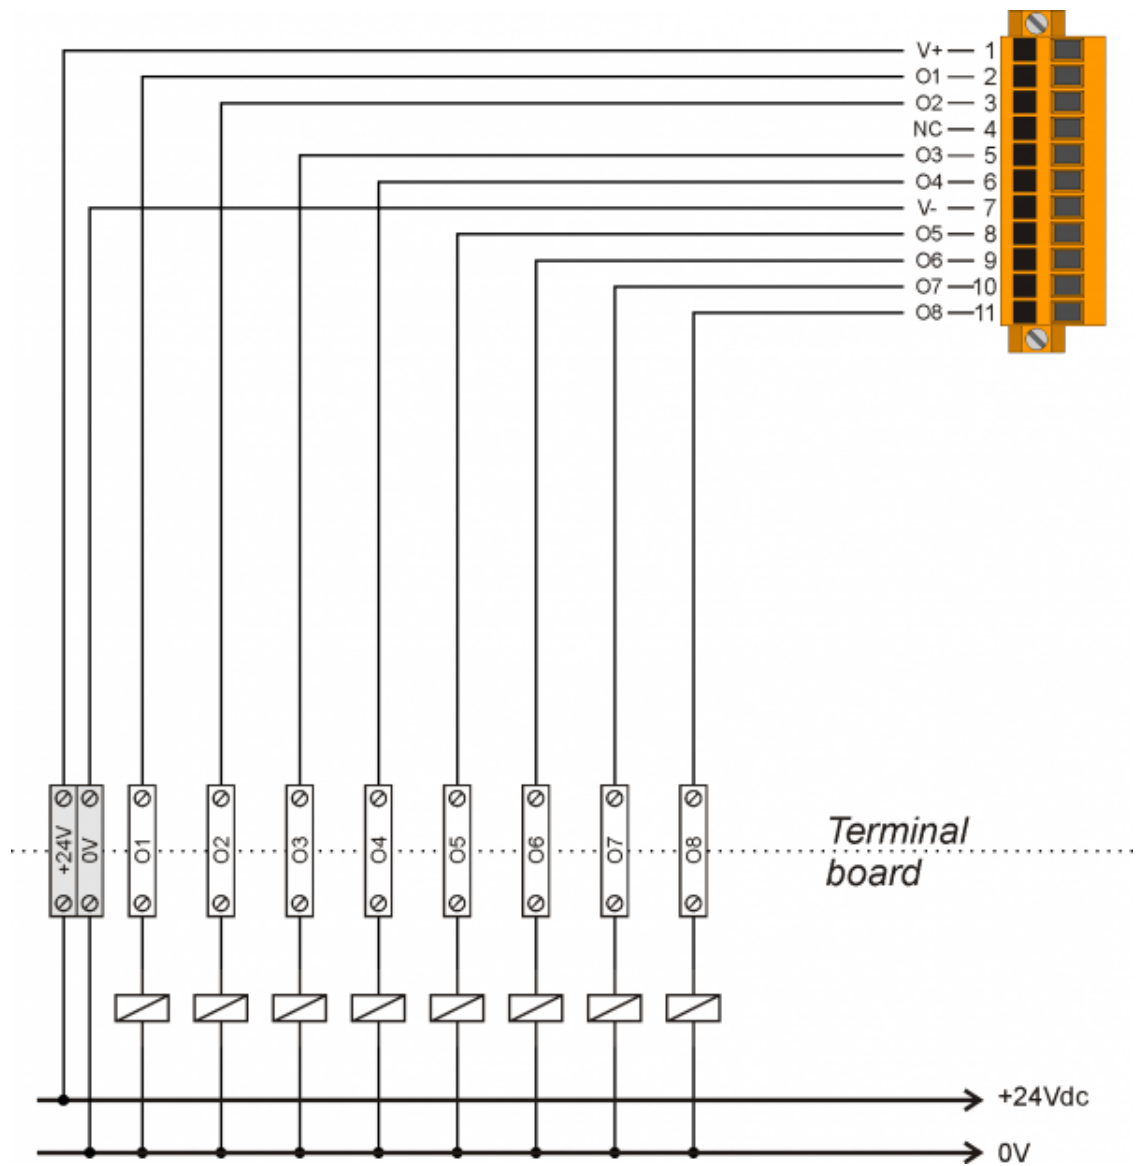 V+ 1
O1 2
O2 3
NC 4
O3 5
O4 6
V- 7
O5 8
O6 9
O7 10
O8 11
+24V
0V
O1
O2
O3
O4
O5
O6
O7
O8
Terminal
board
+24Vdc
0V